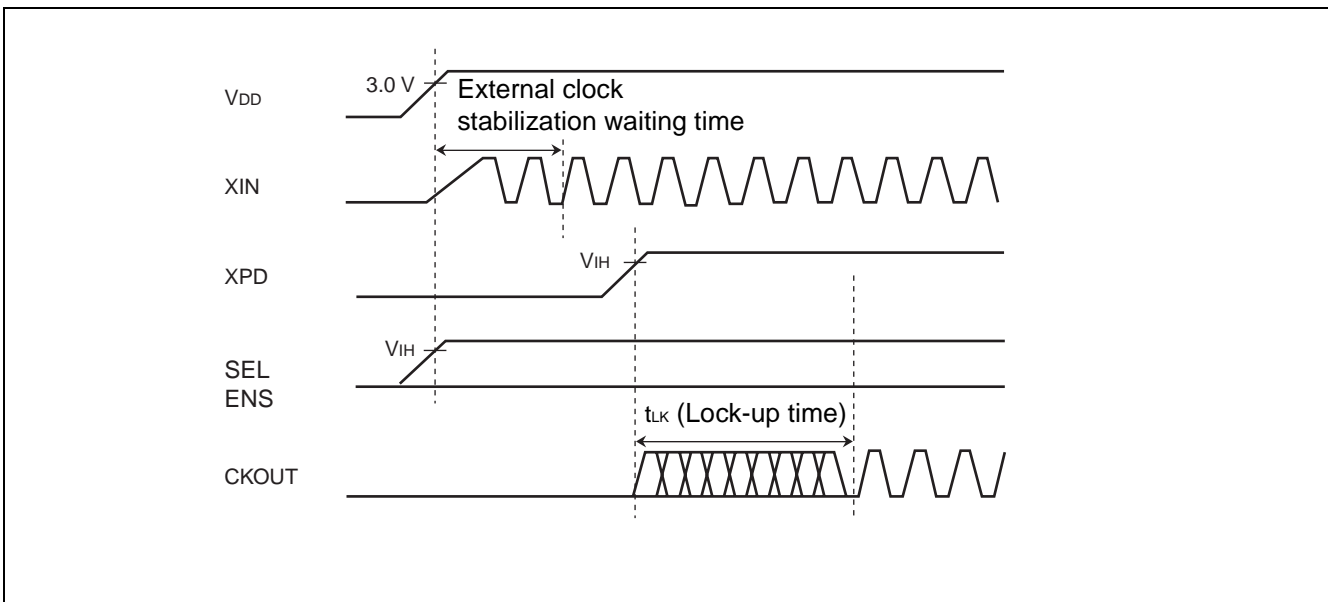 VDD
3.0 V
External clock
stabilization waiting time
XIN
XPD
VIH
SEL
ENS
VIH
tLK (Lock-up time)
CKOUT